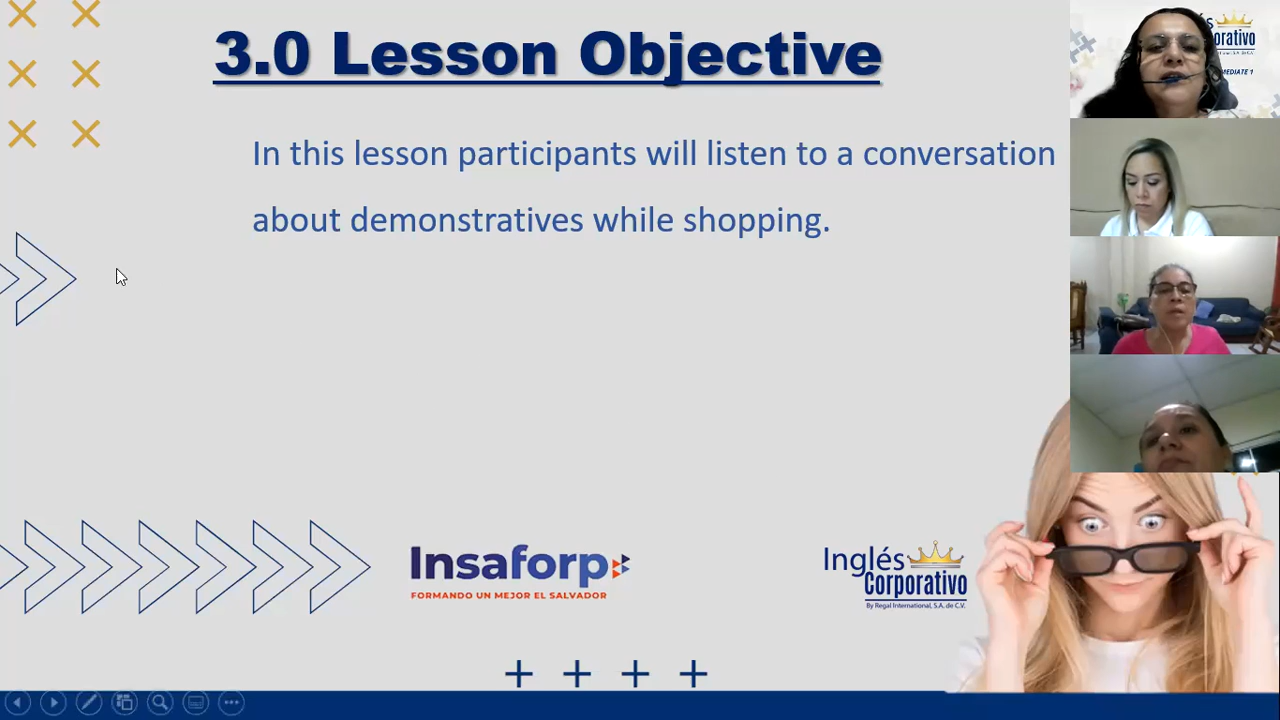 3.0 Lesson Objective
In this lesson participants will listen to a conversation
about demonstratives while shopping.
Insaforp
FORMANDO UN MEJOR EL SALVADOR
Inglés
Corporativo
By Regal International, S.A. de C.V.